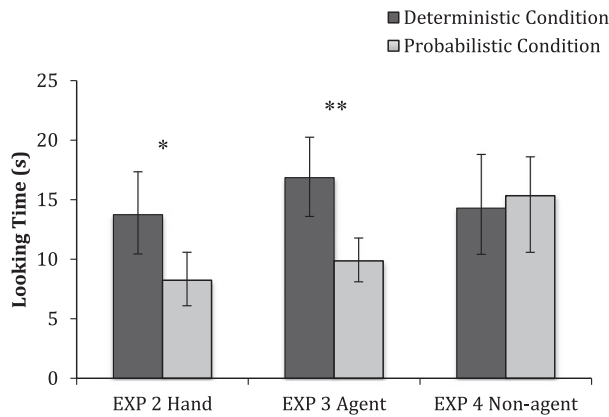 Deterministic Condition
Probabilistic Condition
25
20
15
10
5
0
Looking Time (s)
*
**
EXP 2 Hand
EXP 3 Agent
EXP 4 Non-agent